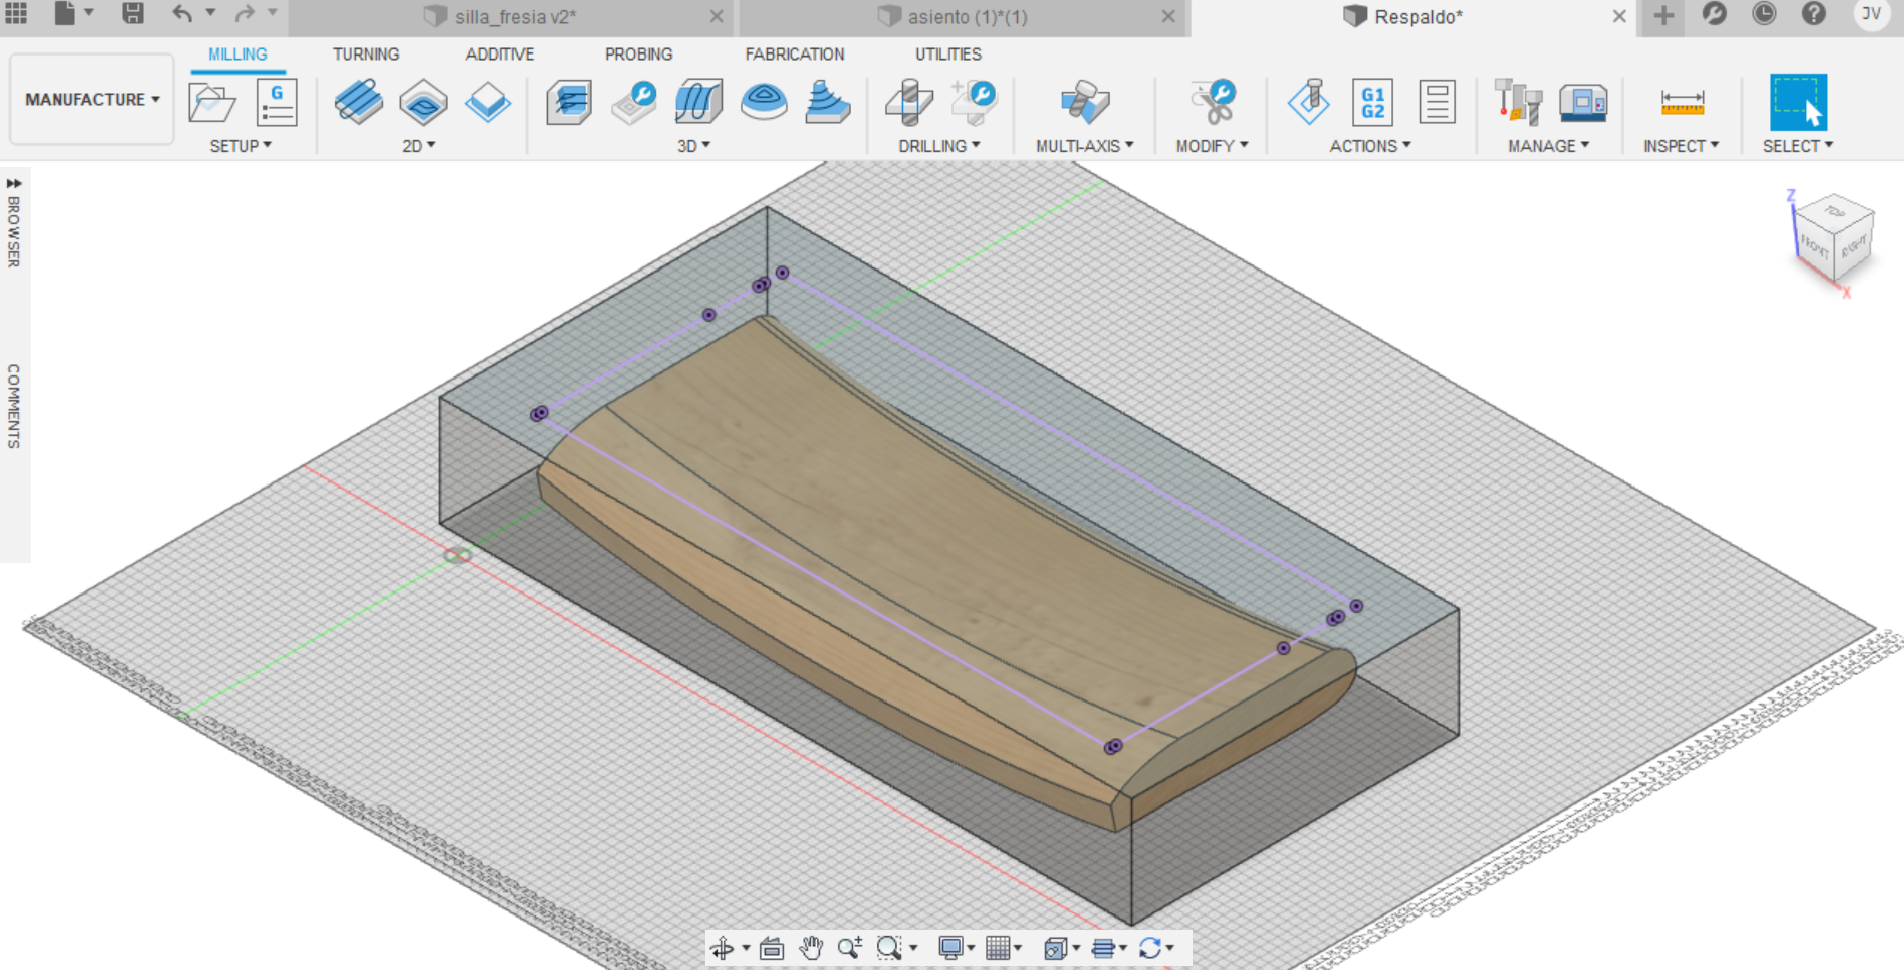 silla_fresia v2*
asiento (1)*(1)
Respaldo*
JV
MANUFACTURE
MILLING
TURNING
ADDITIVE
PROBING
FABRICATION
UTILITIES
G
G1
G2
SETUP
2D
3D
DRILLING
MULTI-AXIS
MODIFY
ACTIONS
MANAGE
INSPECT
SELECT
BROWSER
COMMENTS
Z
TOP
FRONT
RIGHT
X